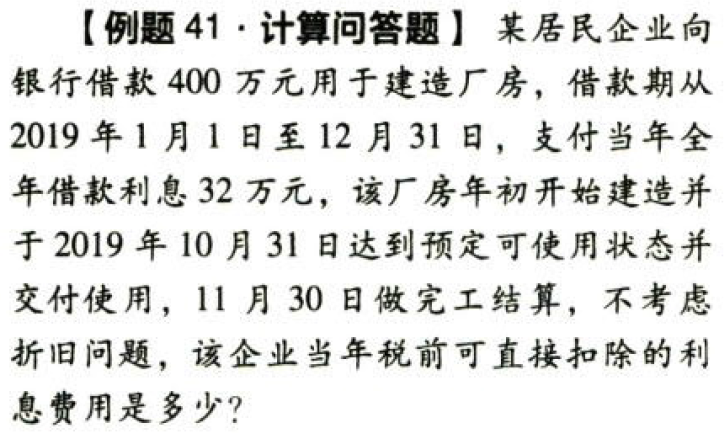 【例题 41·计算问答题】 某居民企业向
银行借款 400 万元用于建造厂房，借款期从
2019 年 1 月 1 日至 12 月 31 日，支付当年全
年借款利息 32 万元，该厂房年初开始建造并
于 2019 年 10 月 31 日达到预定可使用状态并
交付使用，11 月 30 日做完工结算，不考虑
折旧问题，该企业当年税前可直接扣除的利
息费用是多少?